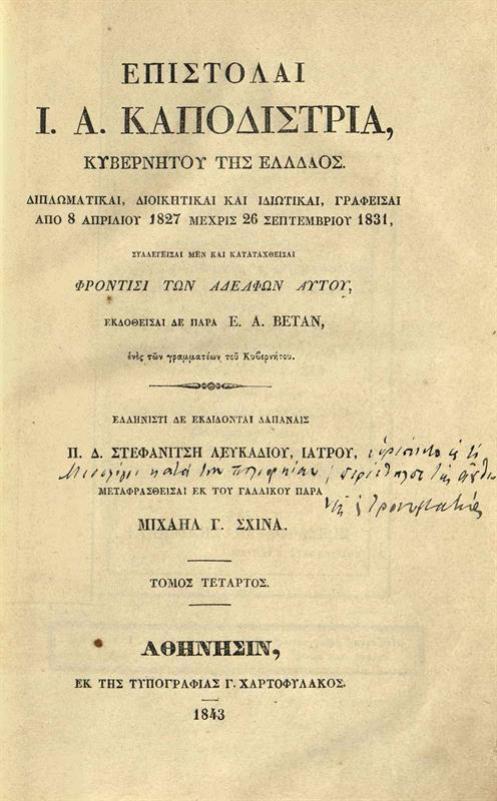 ΕΠΙΣΤΟΛΑΙ
Ι. Α. ΚΑΠΟΔΙΣΤΡΙΑ,
ΚΥΒΕΡΝΗΤΟΥ ΤΗΣ ΕΛΛΑΔΟΣ.
ΔΙΠΛΩΜΑΤΙΚΑΙ, ΔΙΟΙΚΗΤΙΚΑΙ ΚΑΙ ΙΔΙΩΤΙΚΑΙ, ΓΡΑΦΕΙΣΑΙ
ΑΠΟ 8 ΑΠΡΙΛΙΟΥ 1827 ΜΕΧΡΙΣ 26 ΣΕΠΤΕΜΒΡΙΟΥ 1831,
ΣΥΛΛΕΓΕΙΣΑΙ ΜΕΝ ΚΑΙ ΚΑΤΑΤΑΧΘΕΙΣΑΙ
ΦΡΟΝΤΙΣΙ ΤΩΝ ΑΔΕΛΦΩΝ ΑΥΤΟΥ,
ΕΚΔΟΘΕΙΣΑΙ ΔΕ ΠΑΡΑ Ε. Α. ΒΕΤΑΝ,
ἑνὸς τῶν γραμματέων τοῦ Κυβερνήτου.
ΕΛΛΗΝΙΣΤΙ ΔΕ ΕΚΔΙΔΟΝΤΑΙ ΔΑΠΑΝΑΙΣ
Π. Δ. ΣΤΕΦΑΝΙΤΣΗ ΛΕΥΚΑΔΙΟΥ, ΙΑΤΡΟΥ,
ΜΕΤΑΦΡΑΣΘΕΙΣΑΙ ΕΚ ΤΟΥ ΓΑΛΛΙΚΟΥ ΠΑΡΑ
ΜΙΧΑΗΛ Γ. ΣΧΙΝΑ.
ΤΟΜΟΣ ΤΕΤΑΡΤΟΣ.
ΑΘΗΝΗΣΙΝ,
ΕΚ ΤΗΣ ΤΥΠΟΓΡΑΦΙΑΣ Γ. ΧΑΡΤΟΦΥΛΑΚΟΣ.
1843